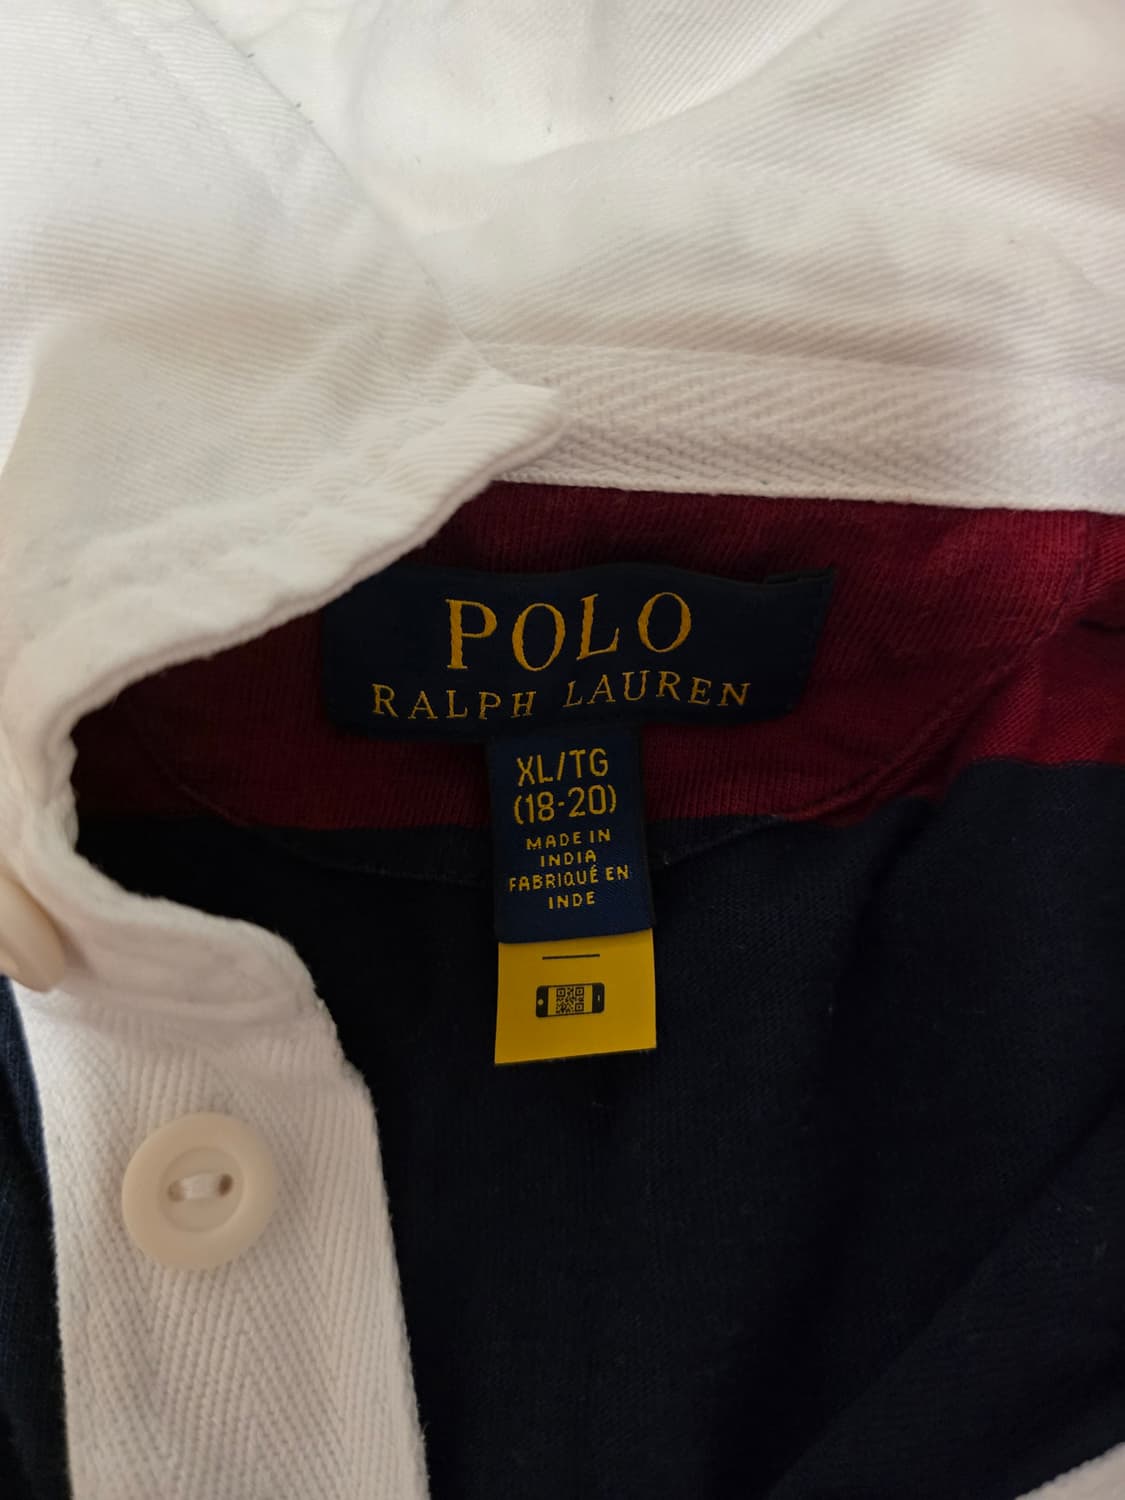 POLO
RALPH LAUREN
XL/TG
(18-20)
MADE IN
INDIA
FABRIQUÉ EN
INDE